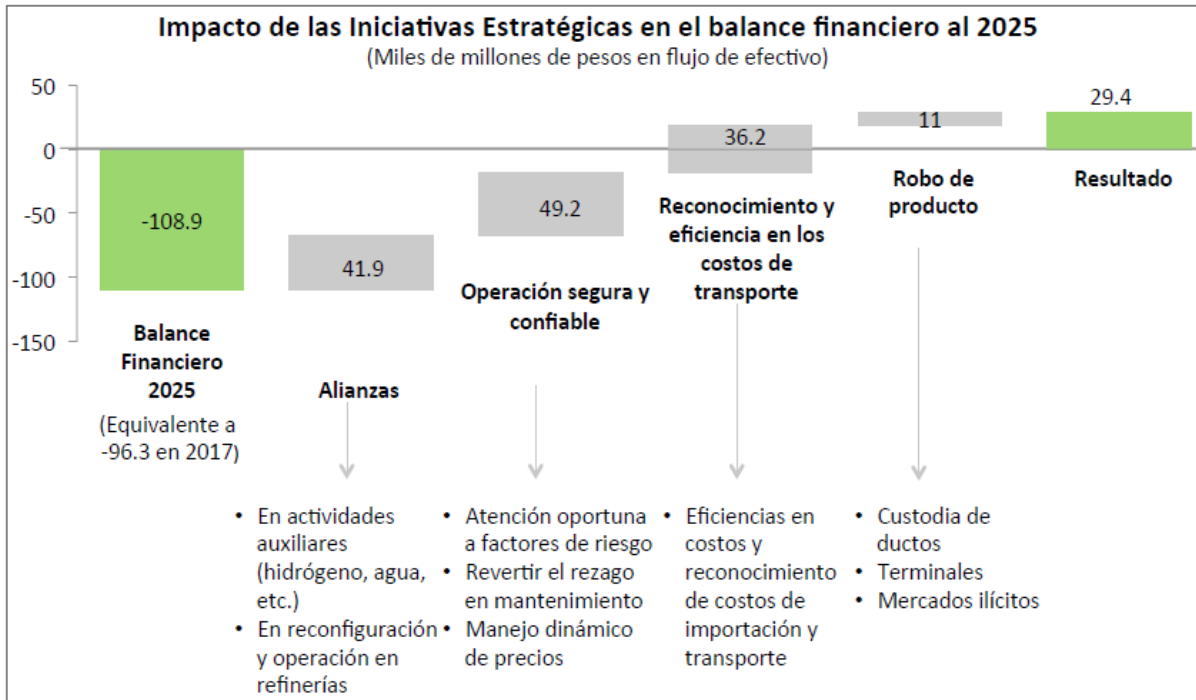 Impacto de las Iniciativas Estratégicas en el balance financiero al 2025
(Miles de millones de pesos en flujo de efectivo)
50
0
-50
-100
-150
-108.9
41.9
49.2
36.2
11
29.4
Balance
Financiero
2025
(Equivalente a
-96.3 en 2017)
Alianzas
Operación segura y
confiable
Reconocimiento y
eficiencia en los
costos de
transporte
Robo de
producto
Resultado
• En actividades
auxiliares
(hidrógeno, agua,
etc.)
• En reconfiguración
y operación en
refinerías
• Atención oportuna
a factores de riesgo
• Revertir el rezago
en mantenimiento
• Manejo dinámico
de precios
• Eficiencias en
costos y
reconocimiento
de costos de
importación y
transporte
• Custodia de
ductos
• Terminales
• Mercados ilícitos